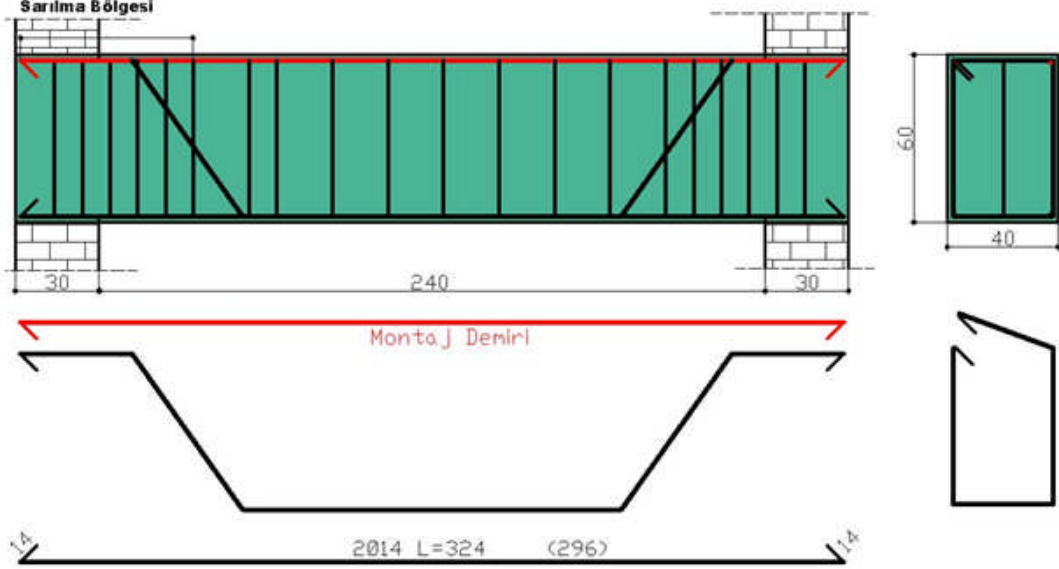 Sarılma Bölgesi
60
40
30 240 30
Montaj Demiri
14 2Ø14 L=324 (296) 14